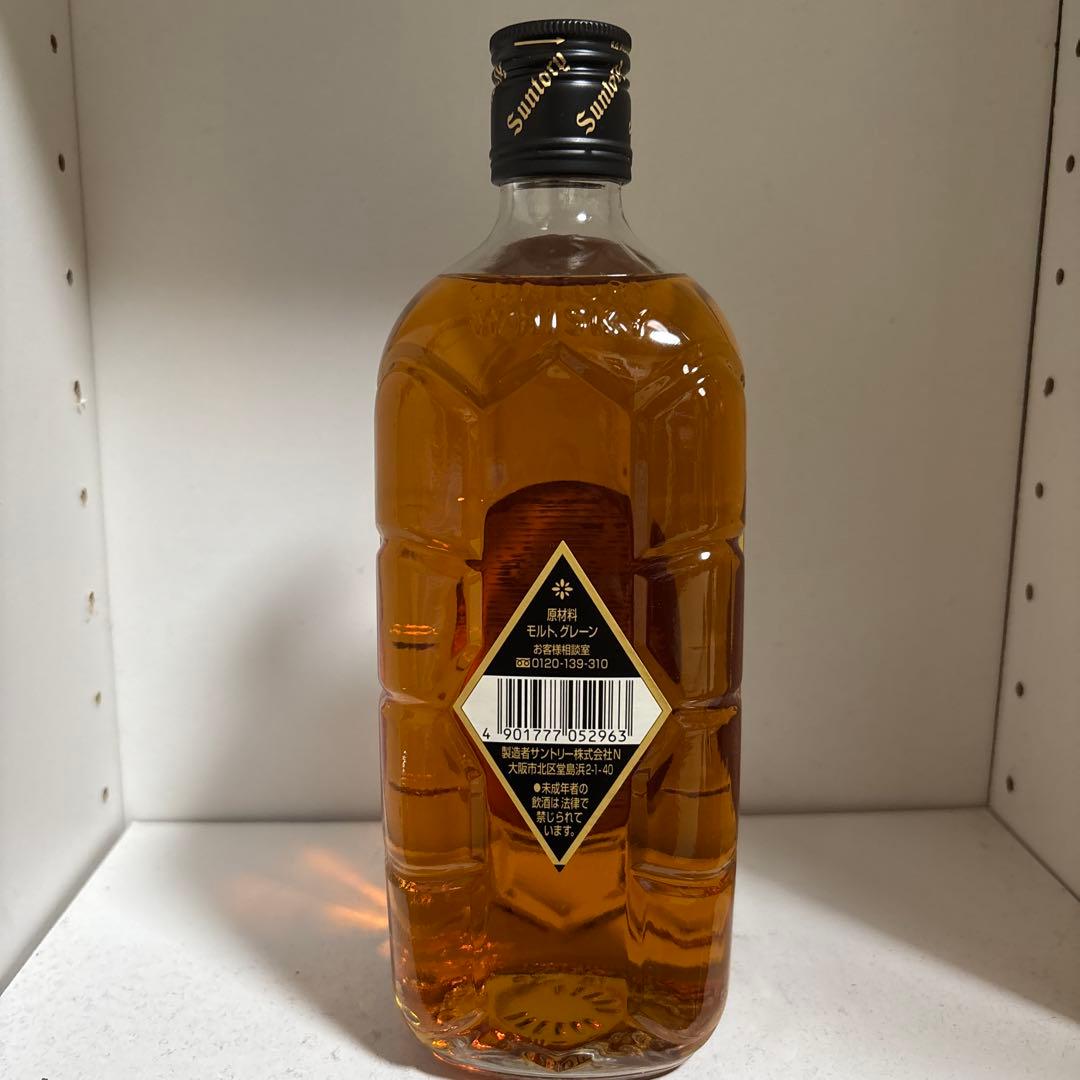 Suntory
Suntory
WHISKY
原材料
モルト、グレーン
お客様相談室
0120-139-310
4 901777 052963
製造者サントリー株式会社N
大阪市北区堂島浜2-1-40
●未成年者の
飲酒は法律で
禁じられて
います。